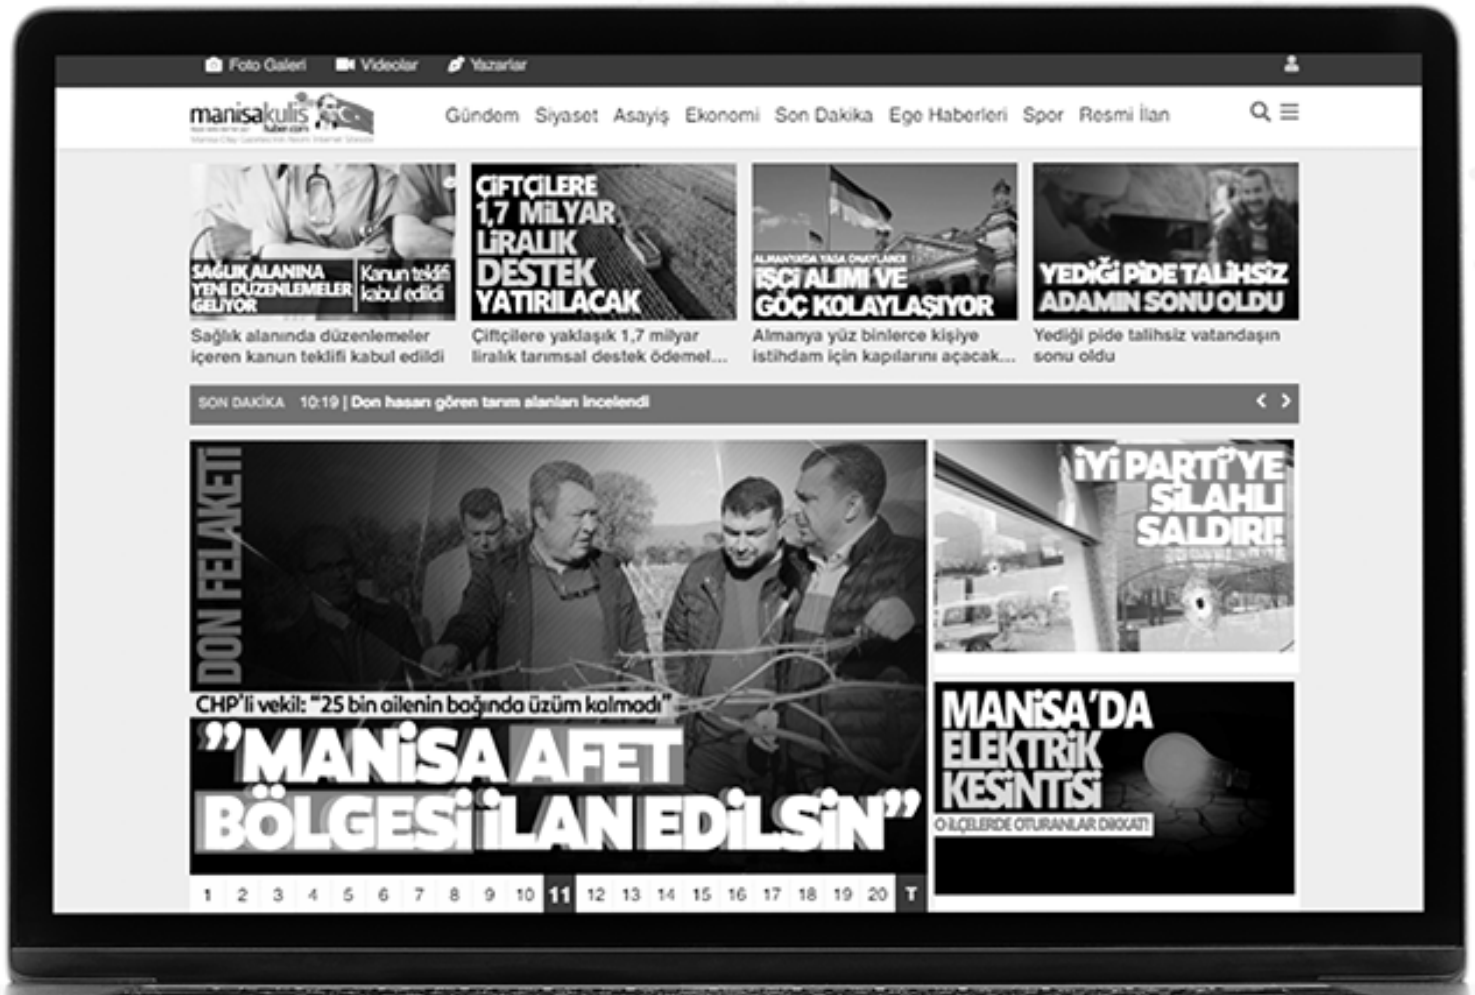 Foto Galeri Videolar Yazarlar
manisakulis
haber.com
Gündem Siyaset Asayiş Ekonomi Son Dakika Ege Haberleri Spor Resmi İlan
SAĞLIK ALANINA
YENİ DÜZENLEMELER
GELİYOR
Kanun teklifi
kabul edildi
Sağlık alanında düzenlemeler
içeren kanun teklifi kabul edildi
ÇİFTÇİLERE
1,7 MİLYAR
LİRALIK
DESTEK
YATIRILACAK
Çiftçilere yaklaşık 1,7 milyar
liralık tarımsal destek ödemel...
ALMANYA'DA YASA ONAYLANDI
İŞÇİ ALIMI VE
GÖÇ KOLAYLAŞIYOR
Almanya yüz binlerce kişiye
istihdam için kapılarını açacak...
YEDİĞİ PİDE TALİHSİZ
ADAMIN SONU OLDU
Yediği pide talihsiz vatandaşın
sonu oldu
SON DAKİKA 10:19 | Don hasarı gören tarım alanları incelendi
DON FELAKETİ
CHP'li vekil: "25 bin ailenin bağında üzüm kalmadı"
"MANİSA AFET
BÖLGESİ İLAN EDİLSİN"
1 2 3 4 5 6 7 8 9 10 11 12 13 14 15 16 17 18 19 20 T
İYİ PARTİ'YE
SİLAHLI
SALDIRI!
MANİSA'DA
ELEKTRİK
KESİNTİSİ
O İLÇELERDE OTURANLAR DİKKAT!